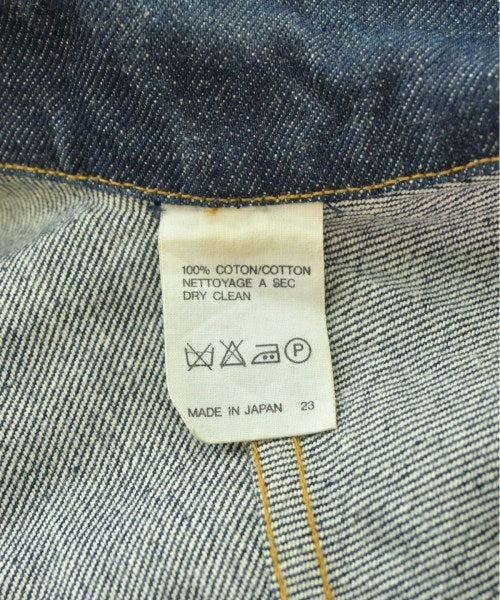 100% COTON/COTTON
NETTOYAGE A SEC
DRY CLEAN
P
MADE IN JAPAN 23